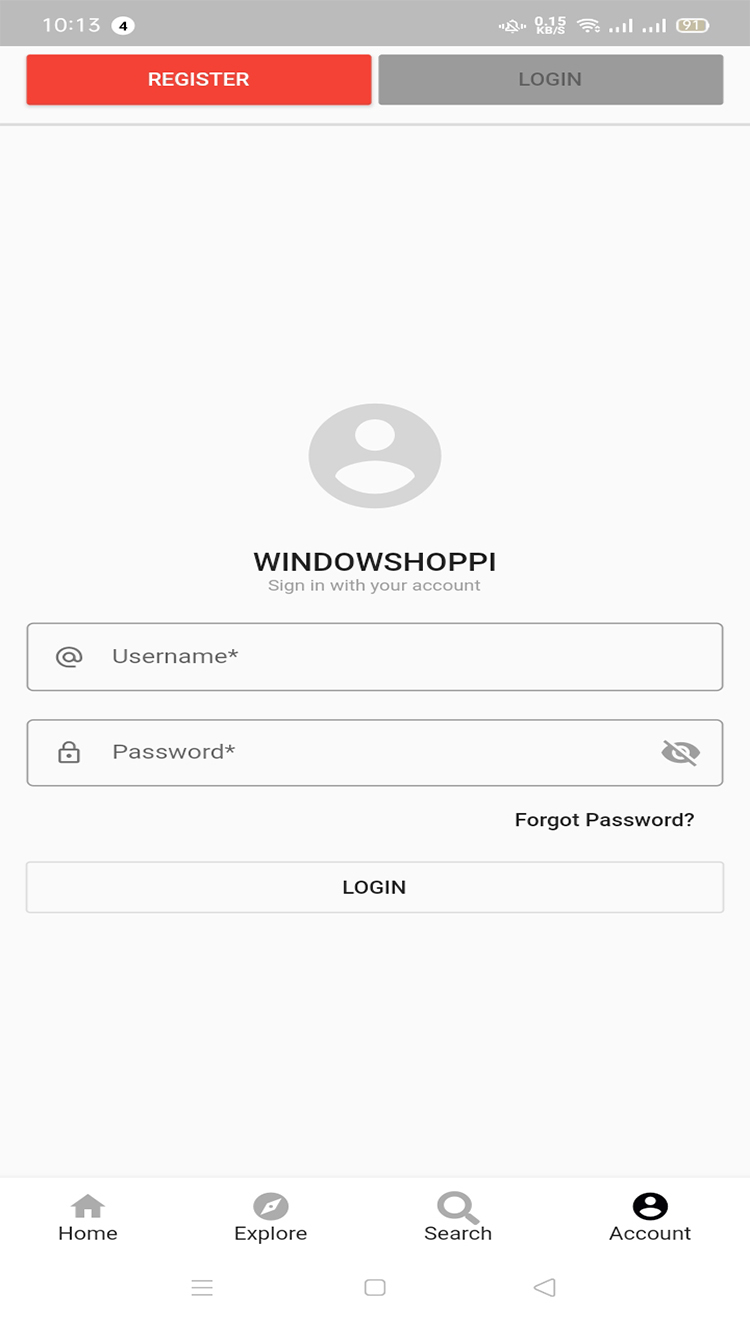 10:13 4 0.15 KB/S 91
REGISTER LOGIN
WINDOWSHOPPI
Sign in with your account
Username*
Password*
Forgot Password?
LOGIN
Home Explore Search Account